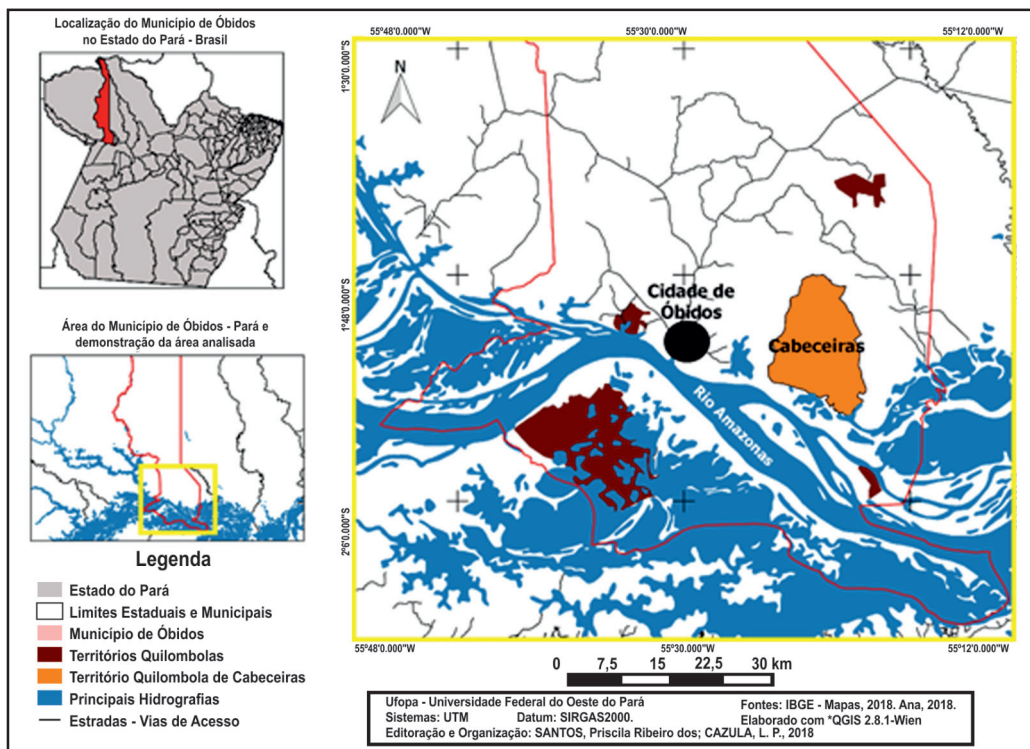 Localização do Município de Óbidos
no Estado do Pará - Brasil
Área do Município de Óbidos - Pará e
demonstração da área analisada
Legenda
Estado do Pará
Limites Estaduais e Municipais
Município de Óbidos
Territórios Quilombolas
Território Quilombola de Cabeceiras
Principais Hidrografias
Estradas - Vias de Acesso
55°48'0.000"W
55°30'0.000"W
55°12'0.000"W
1°30'0.000"S
1°48'0.000"S
2°6'0.000"S
N
Cidade de
Óbidos
Cabeceiras
Rio Amazonas
55°48'0.000"W
55°30'0.000"W
55°12'0.000"W
0 7,5 15 22,5 30 km
Ufopa - Universidade Federal do Oeste do Pará
Fontes: IBGE - Mapas, 2018. Ana, 2018.
Sistemas: UTM Datum: SIRGAS2000.
Elaborado com *QGIS 2.8.1-Wien
Editoração e Organização: SANTOS, Priscila Ribeiro dos; CAZULA, L. P., 2018